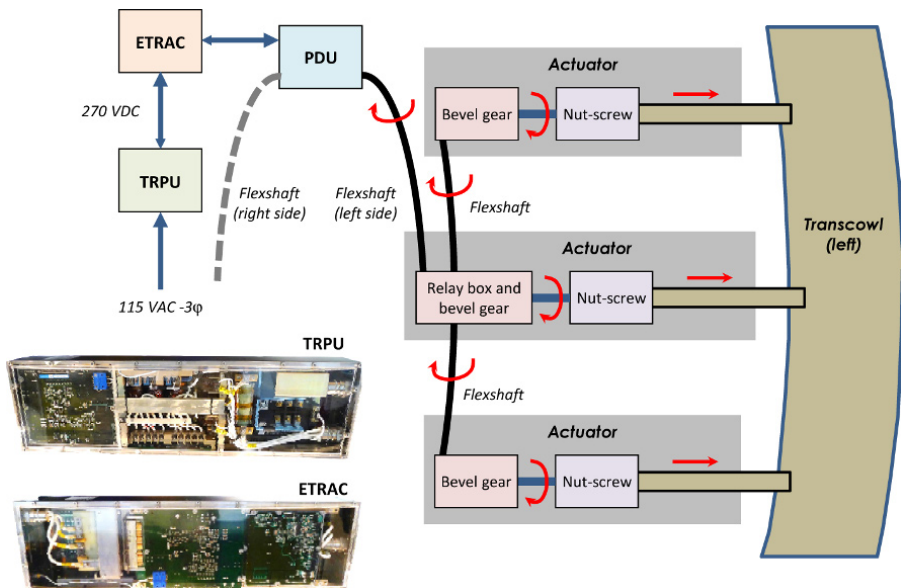 ETRAC
PDU
270 VDC
TRPU
Flexshaft
(right side)
Flexshaft
(left side)
115 VAC -3φ
Actuator
Bevel gear
Nut-screw
Flexshaft
Actuator
Relay box and
bevel gear
Nut-screw
Flexshaft
Actuator
Bevel gear
Nut-screw
Transcowl
(left)
TRPU
ETRAC